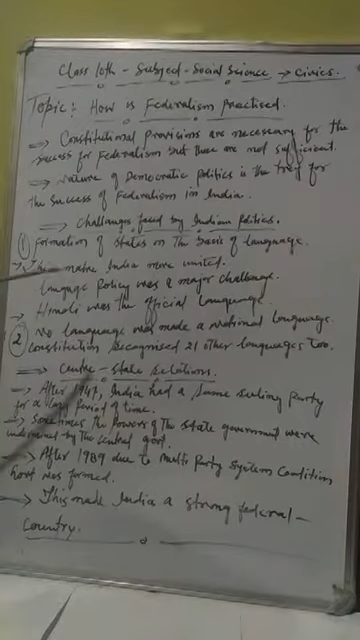 Class 10th - Subject - Social Science → Civics.
Topic: How is Federalism Practised.
⇒ Constitutional provisions are necessary for the
success for Federalism but these are not sufficient.
⇒ Nature of Democratic politics is the for
the success of Federalism in India.
⇒ Challanges faced by Indian Politics.
① Formation of States on the basis of language.
→ This India more united.
language Policy was a major challenge.
→ Hindi was the official language.
→ No language was made a national language.
② Constitution recognised 21 other languages too.
⇒ Centre - state relations.
⇒ After 1947, India had a same ruling party
for a long period of time.
→ Sometimes the powers of the state government were
undermined by the central govt.
→ After 1989 due to multi Party System Coalition
Govt was formed.
→ This made India a strong federal -
Country.